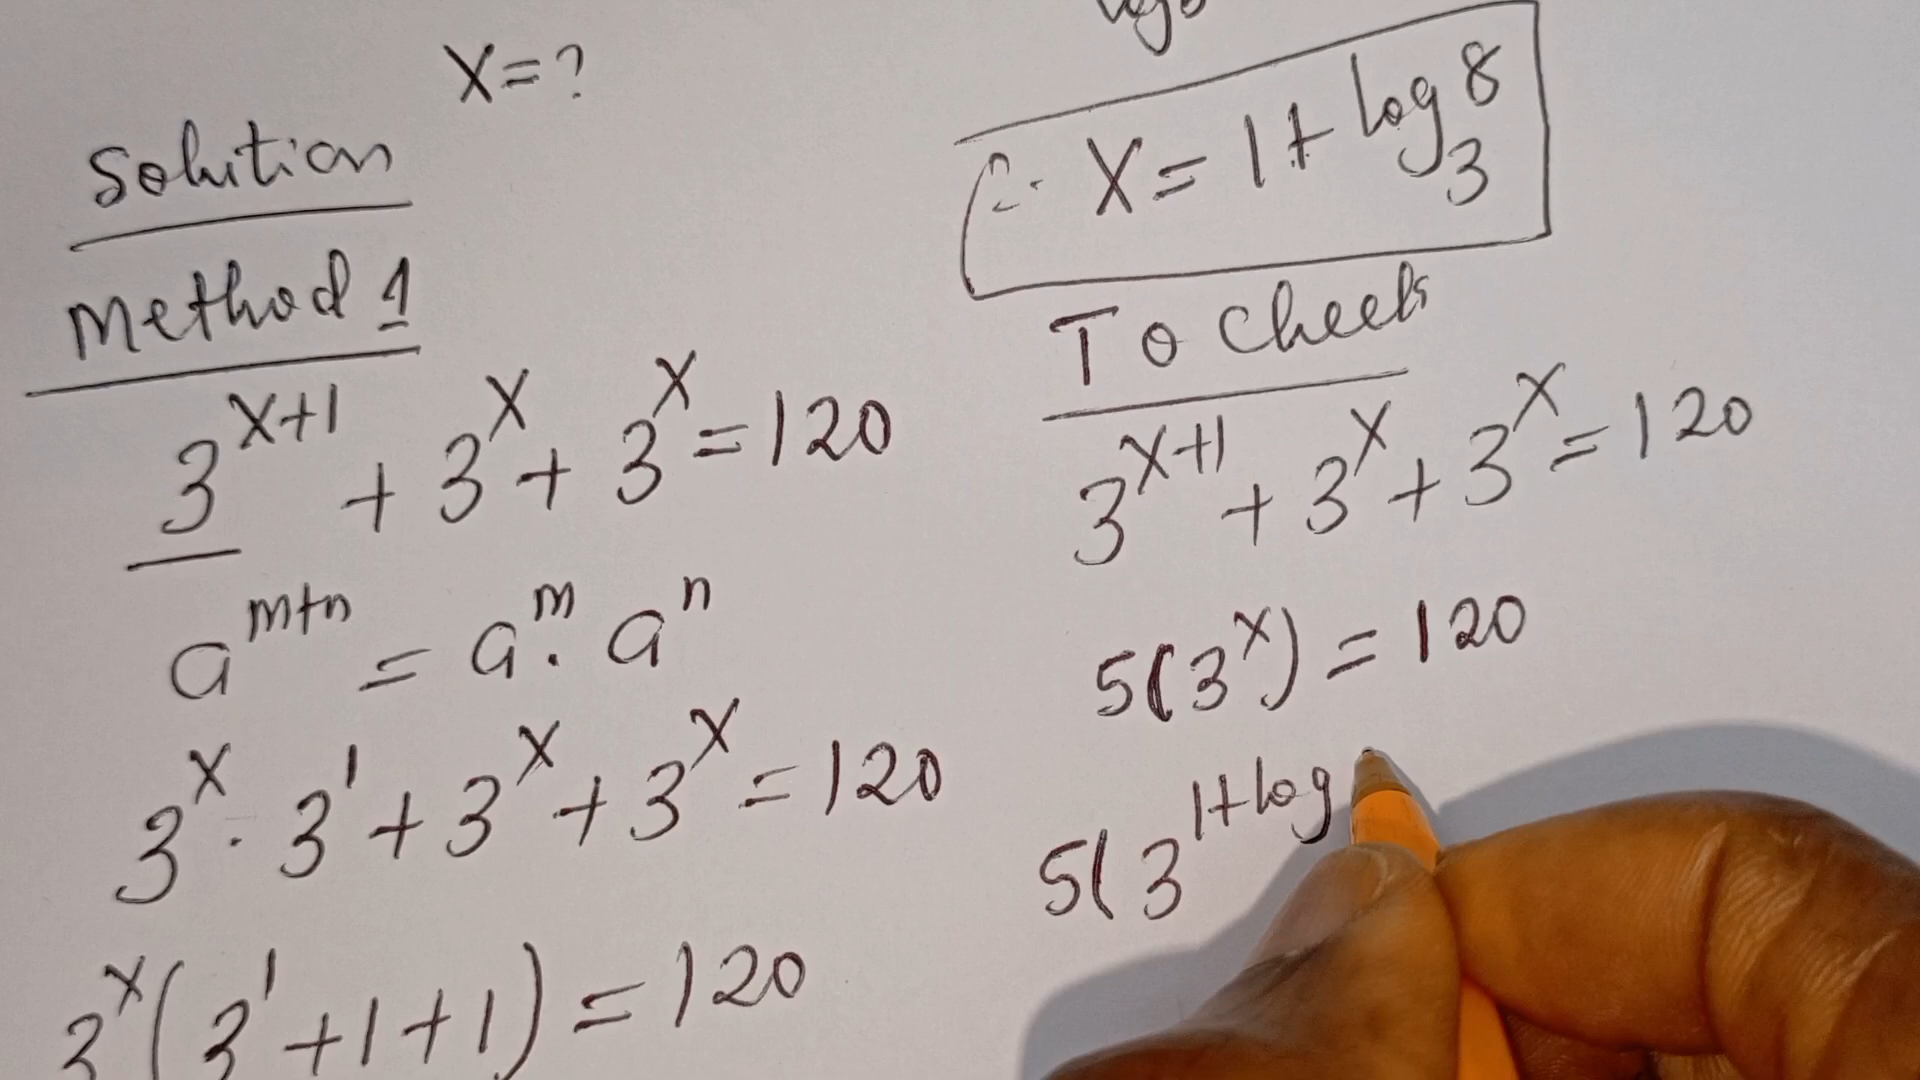 X=?
Solution
Method 1
3^{X+1} + 3^X + 3^X = 120
a^{m+n} = a^m . a^n
3^X . 3^1 + 3^X + 3^X = 120
3^X (3^1 + 1 + 1) = 120
∴ X = 1 + log_3 8
To Check
3^{X+1} + 3^X + 3^X = 120
5(3^X) = 120
5(3^{1+log